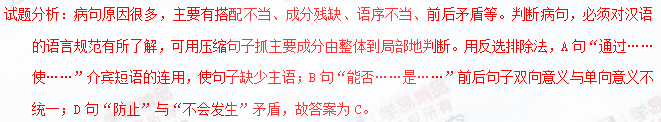 试题分析：病句原因很多，主要有搭配不当、成分残缺、语序不当、前后矛盾等。判断病句，必须对汉语
的语言规范有所了解，可用压缩句子抓主要成分由整体到局部地判断。用反选排除法，A 句“通过……
使……”介宾短语的连用，使句子缺少主语；B 句“能否……是……”前后句子双向意义与单向意义不
统一；D 句“防止”与“不会发生”矛盾，故答案为 C。